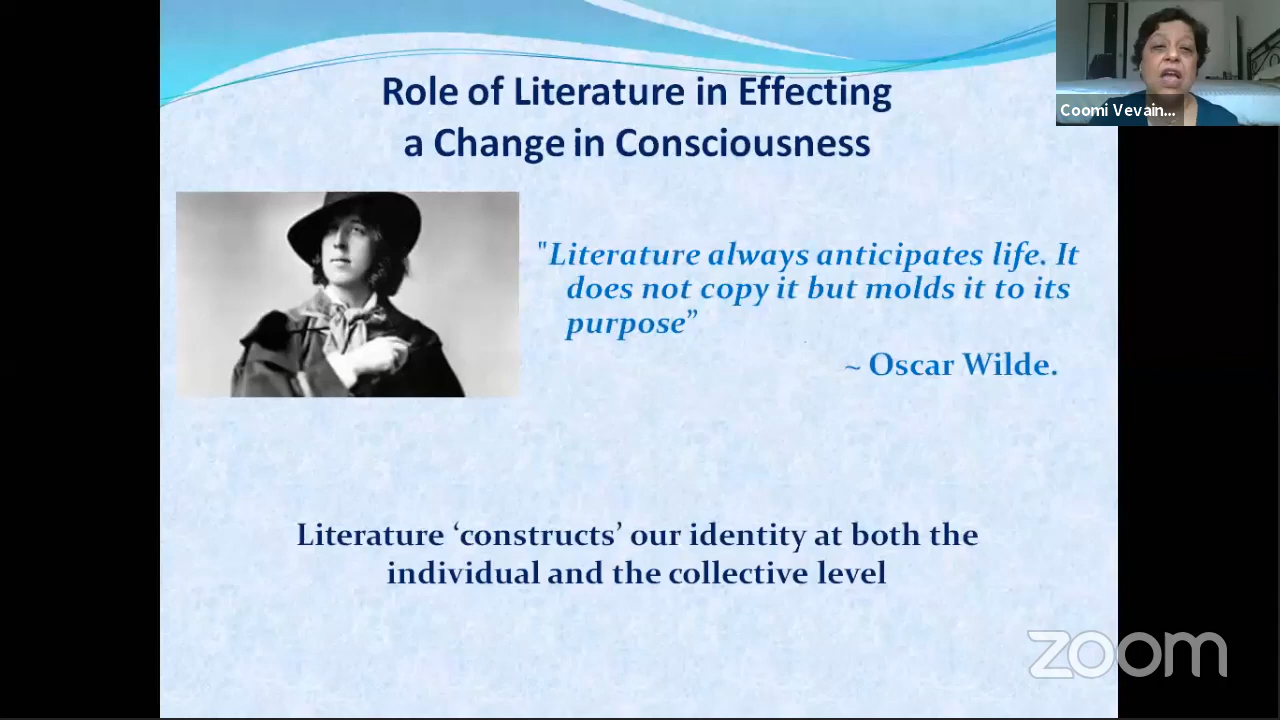 Role of Literature in Effecting
a Change in Consciousness
Coomi Vevain...
"Literature always anticipates life. It
does not copy it but molds it to its
purpose”
~ Oscar Wilde.
Literature ‘constructs’ our identity at both the
individual and the collective level
zoom